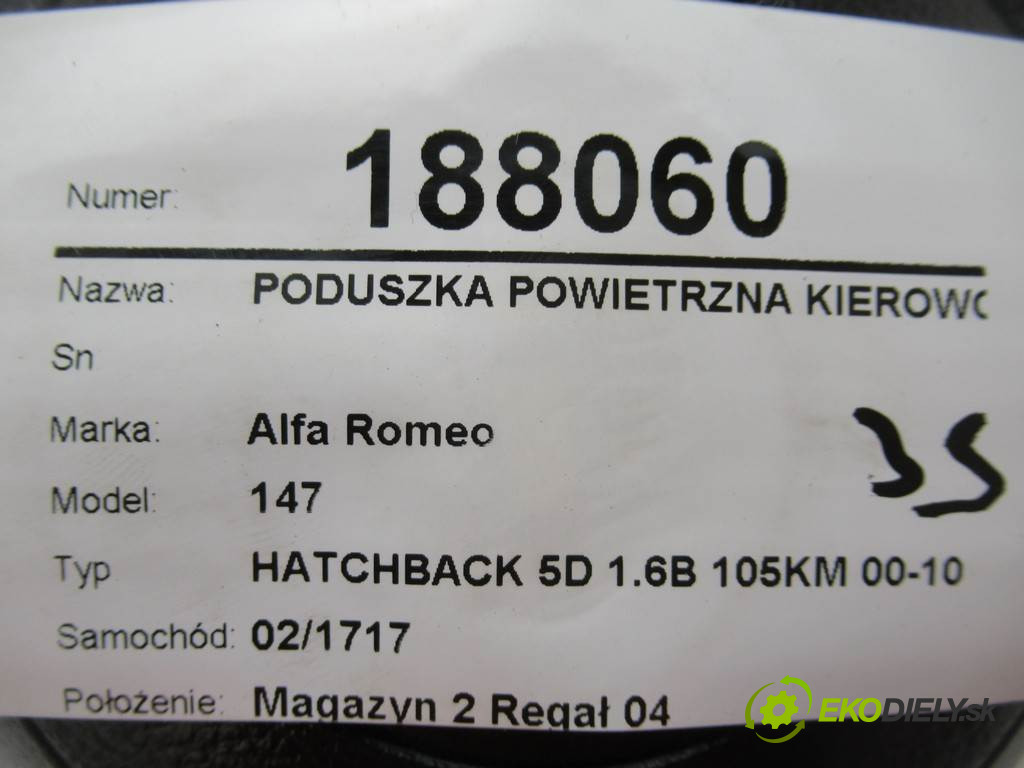 Numer: 188060
Nazwa: PODUSZKA POWIETRZNA KIEROWC
Sn
Marka: Alfa Romeo
35
Model: 147
Typ HATCHBACK 5D 1.6B 105KM 00-10
Samochód: 02/1717
Położenie: Magazyn 2 Regał 04
EKODIELY.sk